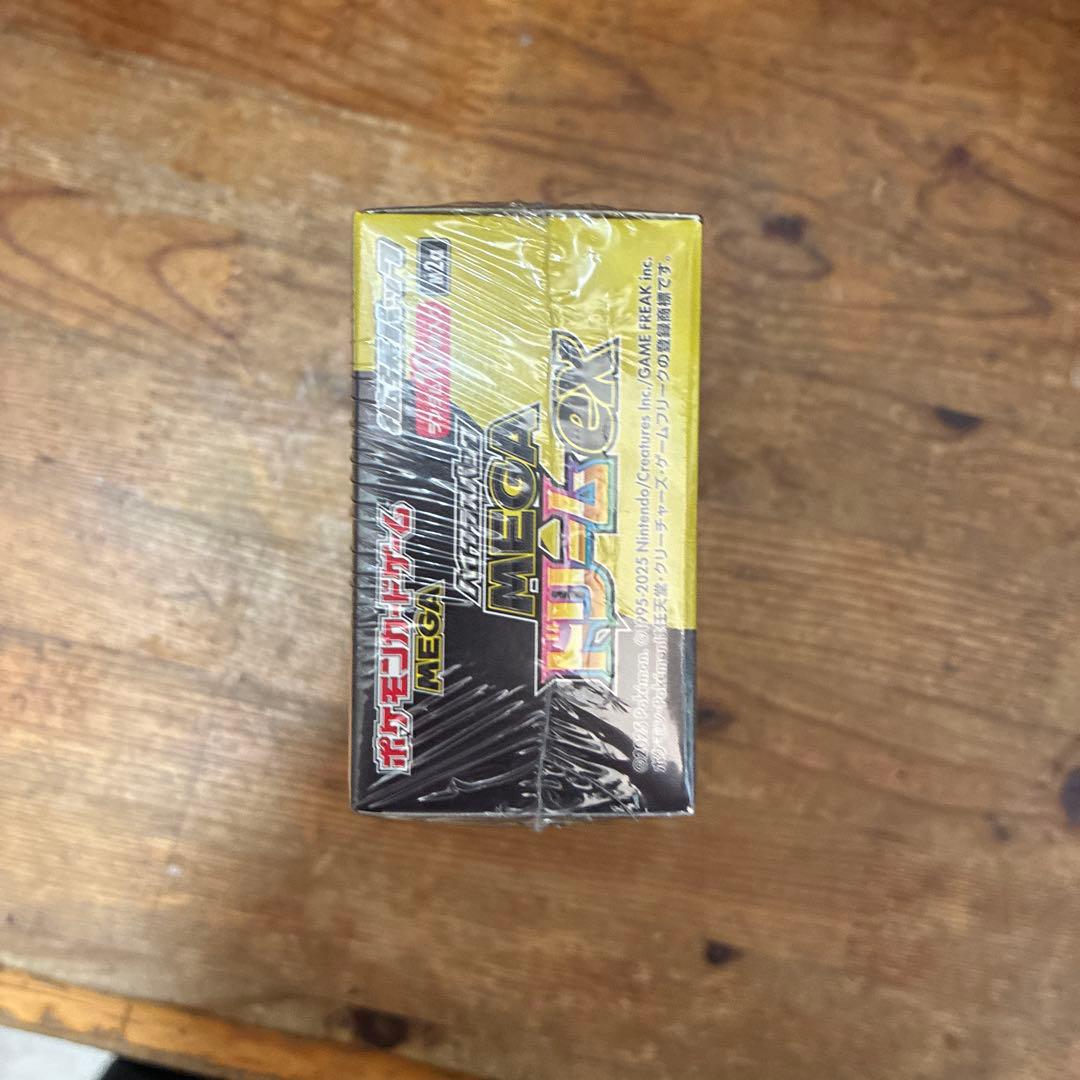 ポケモンカードゲーム
MEGA
ハイクラスパック
MEGA
ドリームex
©2025 Pokémon. ©1995-2025 Nintendo/Creatures Inc./GAME FREAK inc.
ポケモン・Pokémonは任天堂・クリーチャーズ・ゲームフリークの登録商標です。